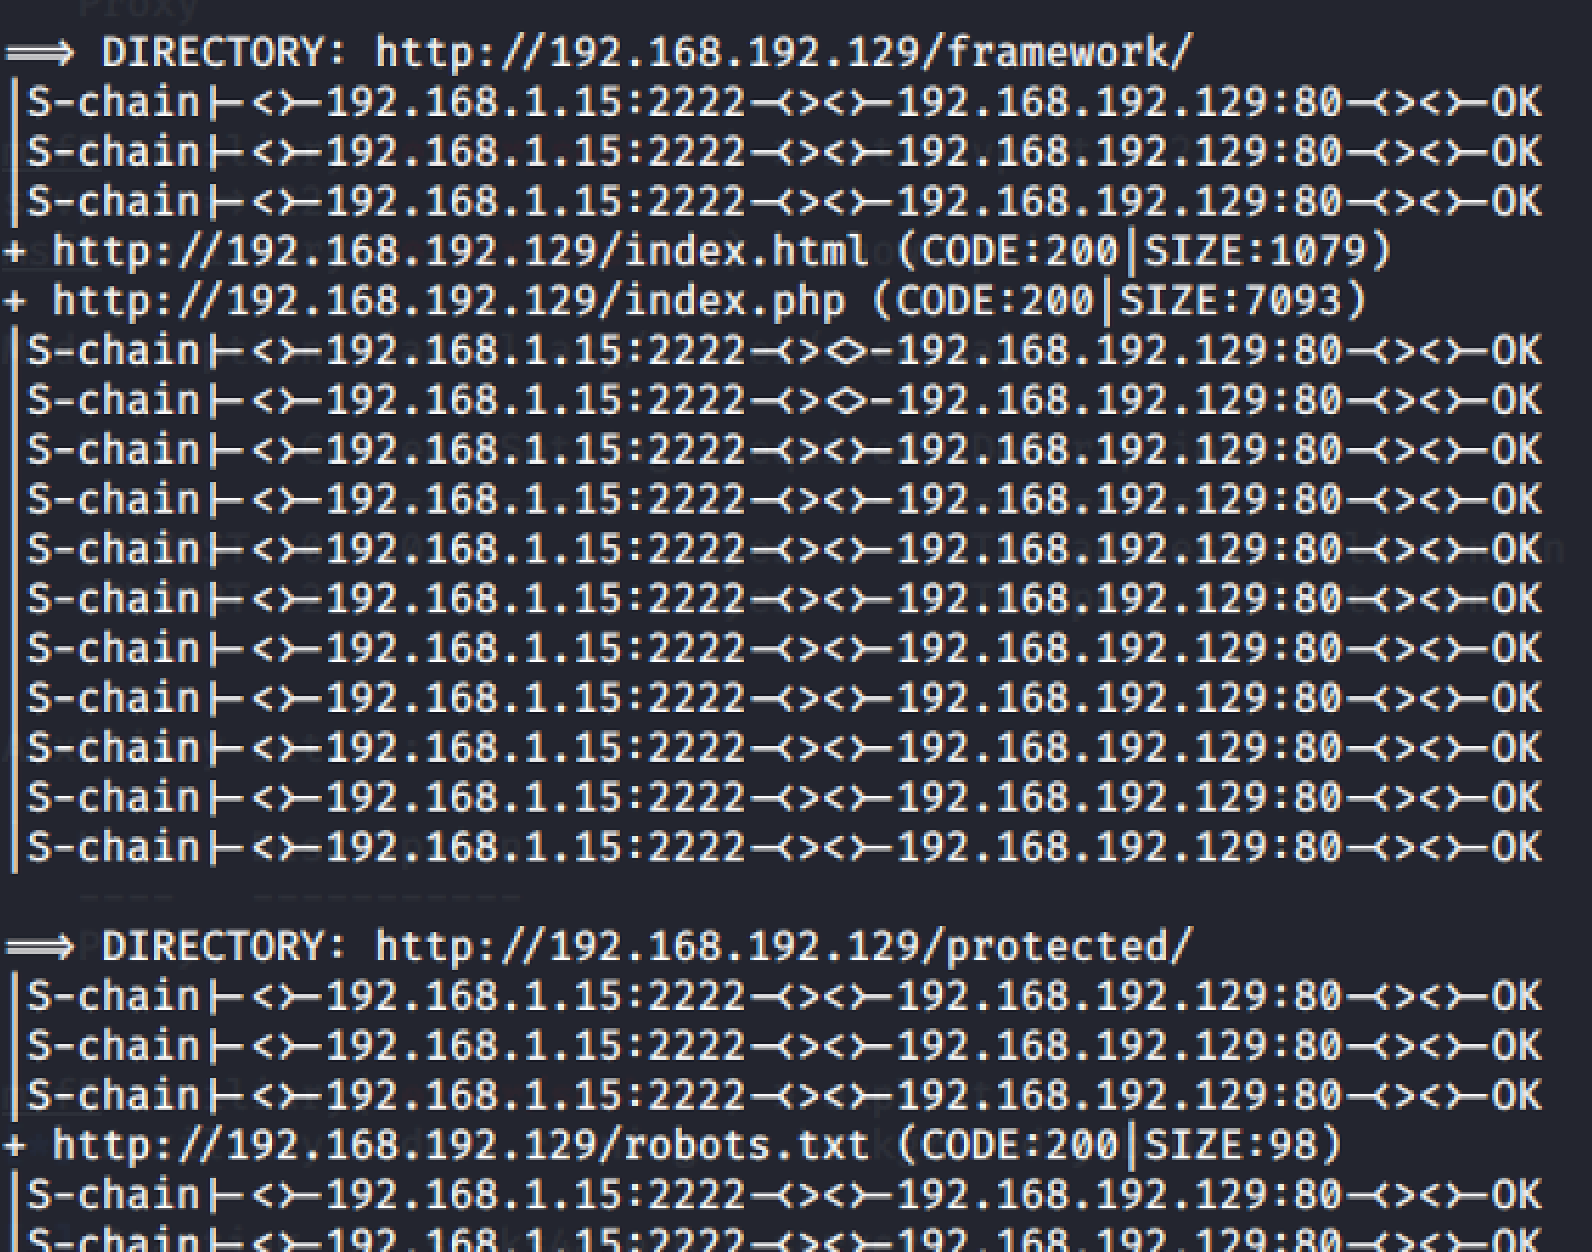 Proxy
==> DIRECTORY: http://192.168.192.129/framework/
|S-chain|-<>-192.168.1.15:2222-<><>-192.168.192.129:80-<><>-OK
|S-chain|-<>-192.168.1.15:2222-<><>-192.168.192.129:80-<><>-OK
|S-chain|-<>-192.168.1.15:2222-<><>-192.168.192.129:80-<><>-OK
+ http://192.168.192.129/index.html (CODE:200|SIZE:1079)
+ http://192.168.192.129/index.php (CODE:200|SIZE:7093)
|S-chain|-<>-192.168.1.15:2222-<><>-192.168.192.129:80-<><>-OK
|S-chain|-<>-192.168.1.15:2222-<><>-192.168.192.129:80-<><>-OK
|S-chain|-<>-192.168.1.15:2222-<><>-192.168.192.129:80-<><>-OK
|S-chain|-<>-192.168.1.15:2222-<><>-192.168.192.129:80-<><>-OK
|S-chain|-<>-192.168.1.15:2222-<><>-192.168.192.129:80-<><>-OK
|S-chain|-<>-192.168.1.15:2222-<><>-192.168.192.129:80-<><>-OK
|S-chain|-<>-192.168.1.15:2222-<><>-192.168.192.129:80-<><>-OK
|S-chain|-<>-192.168.1.15:2222-<><>-192.168.192.129:80-<><>-OK
|S-chain|-<>-192.168.1.15:2222-<><>-192.168.192.129:80-<><>-OK
|S-chain|-<>-192.168.1.15:2222-<><>-192.168.192.129:80-<><>-OK
|S-chain|-<>-192.168.1.15:2222-<><>-192.168.192.129:80-<><>-OK
==> DIRECTORY: http://192.168.192.129/protected/
|S-chain|-<>-192.168.1.15:2222-<><>-192.168.192.129:80-<><>-OK
|S-chain|-<>-192.168.1.15:2222-<><>-192.168.192.129:80-<><>-OK
|S-chain|-<>-192.168.1.15:2222-<><>-192.168.192.129:80-<><>-OK
+ http://192.168.192.129/robots.txt (CODE:200|SIZE:98)
|S-chain|-<>-192.168.1.15:2222-<><>-192.168.192.129:80-<><>-OK
|S-chain|-<>-192.168.1.15:2222-<><>-192.168.192.129:80-<><>-OK